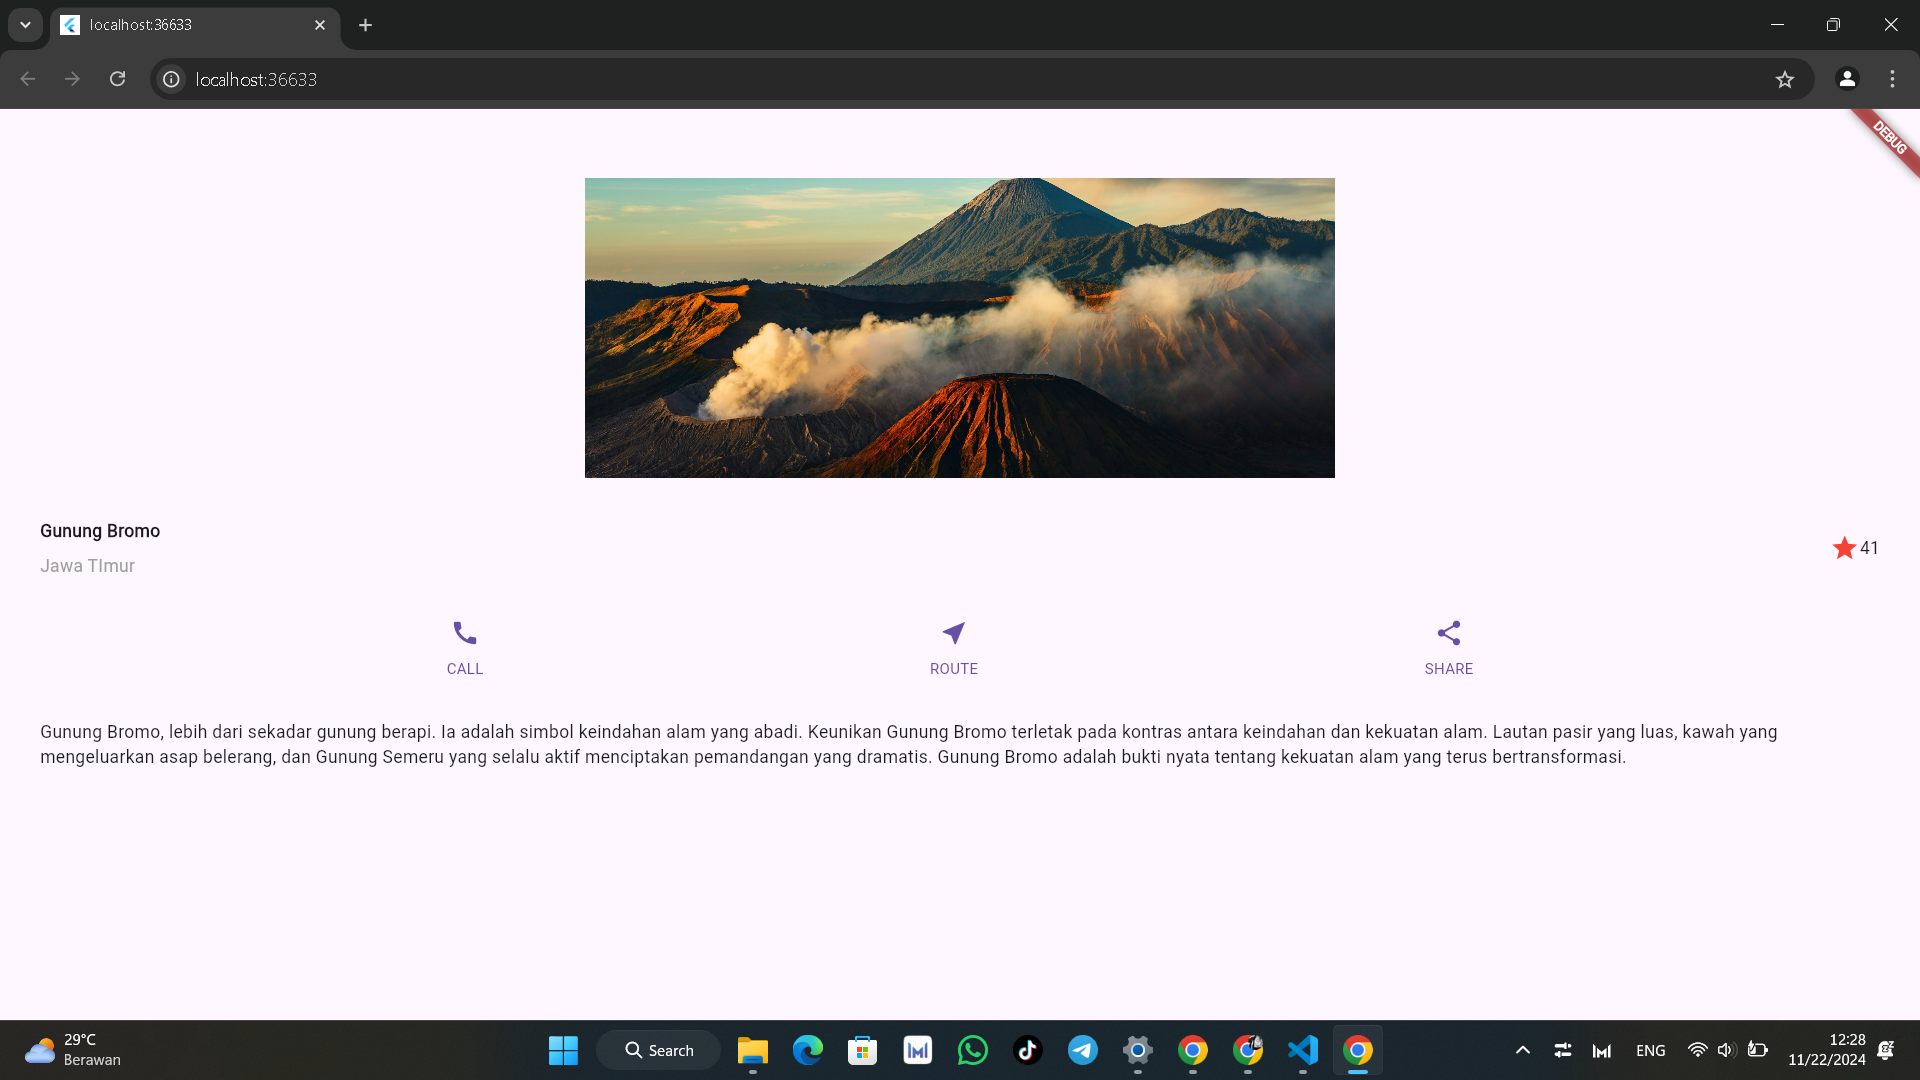 localhost:36633
localhost:36633
DEBUG
Gunung Bromo
Jawa TImur
41
CALL
ROUTE
SHARE
Gunung Bromo, lebih dari sekadar gunung berapi. Ia adalah simbol keindahan alam yang abadi. Keunikan Gunung Bromo terletak pada kontras antara keindahan dan kekuatan alam. Lautan pasir yang luas, kawah yang
mengeluarkan asap belerang, dan Gunung Semeru yang selalu aktif menciptakan pemandangan yang dramatis. Gunung Bromo adalah bukti nyata tentang kekuatan alam yang terus bertransformasi.
29°C
Berawan
Search
ENG
12:28
11/22/2024